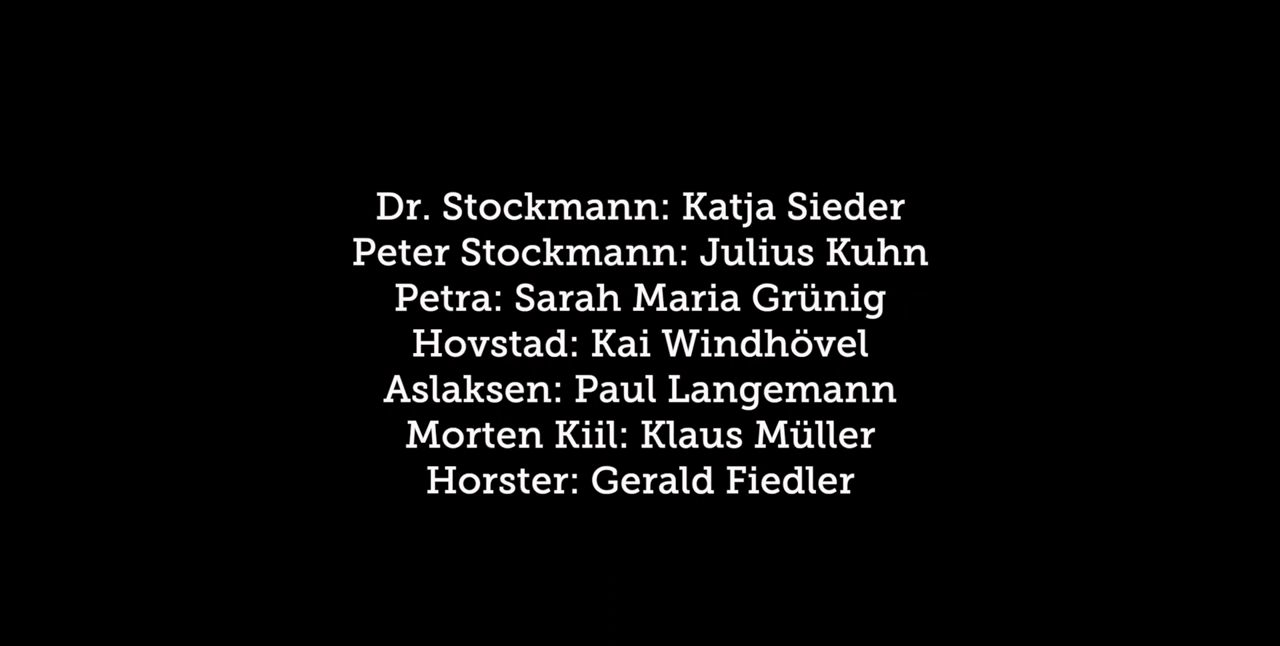 Dr. Stockmann: Katja Sieder
Peter Stockmann: Julius Kuhn
Petra: Sarah Maria Grünig
Hovstad: Kai Windhövel
Aslaksen: Paul Langemann
Morten Kiil: Klaus Müller
Horster: Gerald Fiedler